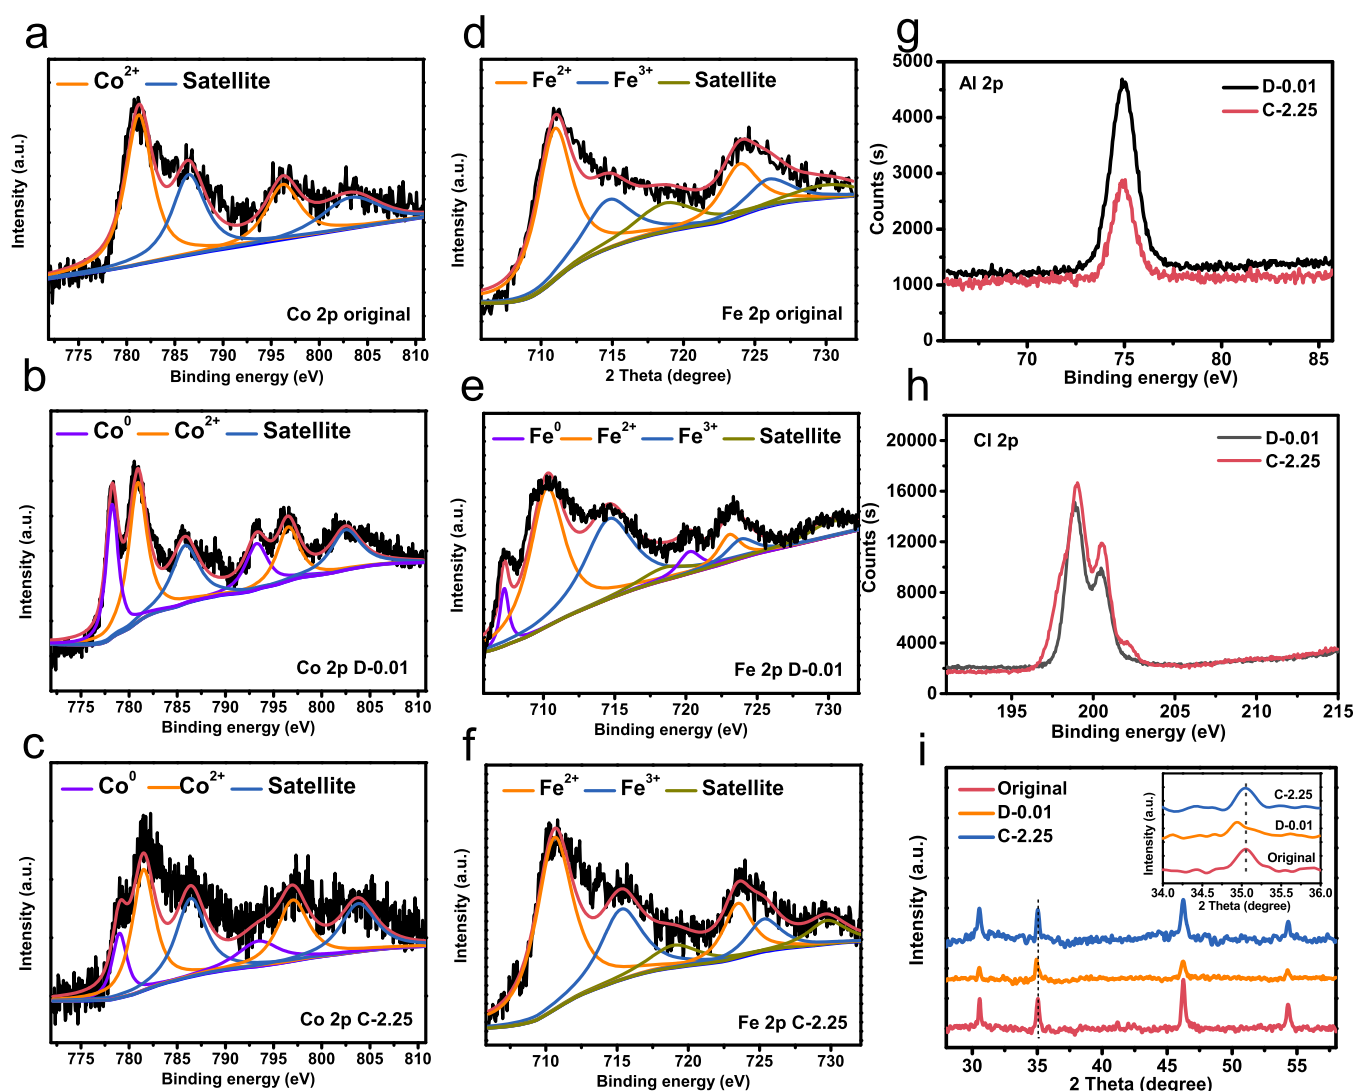 a
Co2+ Satellite
Intensity (a.u.)
Co 2p original
775 780 785 790 795 800 805 810
Binding energy (eV)
b
Co0 Co2+ Satellite
Intensity (a.u.)
Co 2p D-0.01
775 780 785 790 795 800 805 810
Binding energy (eV)
c
Co0 Co2+ Satellite
Intensity (a.u.)
Co 2p C-2.25
775 780 785 790 795 800 805 810
Binding energy (eV)
d
Fe2+ Fe3+ Satellite
Intensity (a.u.)
Fe 2p original
710 715 720 725 730
2 Theta (degree)
e
Fe0 Fe2+ Fe3+ Satellite
Intensity (a.u.)
Fe 2p D-0.01
710 715 720 725 730
Binding energy (eV)
f
Fe2+ Fe3+ Satellite
Intensity (a.u.)
Fe 2p C-2.25
710 715 720 725 730
Binding energy (eV)
g
Al 2p
D-0.01
C-2.25
Counts (s)
5000
4000
3000
2000
1000
0
70 75 80 85
Binding energy (eV)
h
Cl 2p
D-0.01
C-2.25
Counts (s)
20000
16000
12000
8000
4000
0
195 200 205 210 215
Binding energy (eV)
i
Original
D-0.01
C-2.25
Intensity (a.u.)
30 35 40 45 50 55
2 Theta (degree)
C-2.25
D-0.01
Original
Intensity (a.u.)
34.0 34.5 35.0 35.5 36.0
2 Theta (degree)